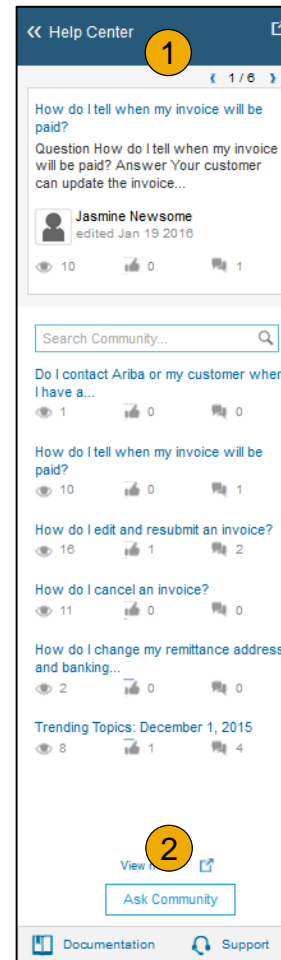 << Help Center
1
1 / 6
How do I tell when my invoice will be
paid?
Question How do I tell when my invoice
will be paid? Answer Your customer
can update the invoice...
Jasmine Newsome
edited Jan 19 2016
10 0 1
Search Community...
Do I contact Ariba or my customer when
I have a...
1 0 0
How do I tell when my invoice will be
paid?
10 0 1
How do I edit and resubmit an invoice?
16 1 2
How do I cancel an invoice?
11 0 0
How do I change my remittance address
and banking...
2 0 0
Trending Topics: December 1, 2015
8 1 4
2
View
Ask Community
Documentation Support